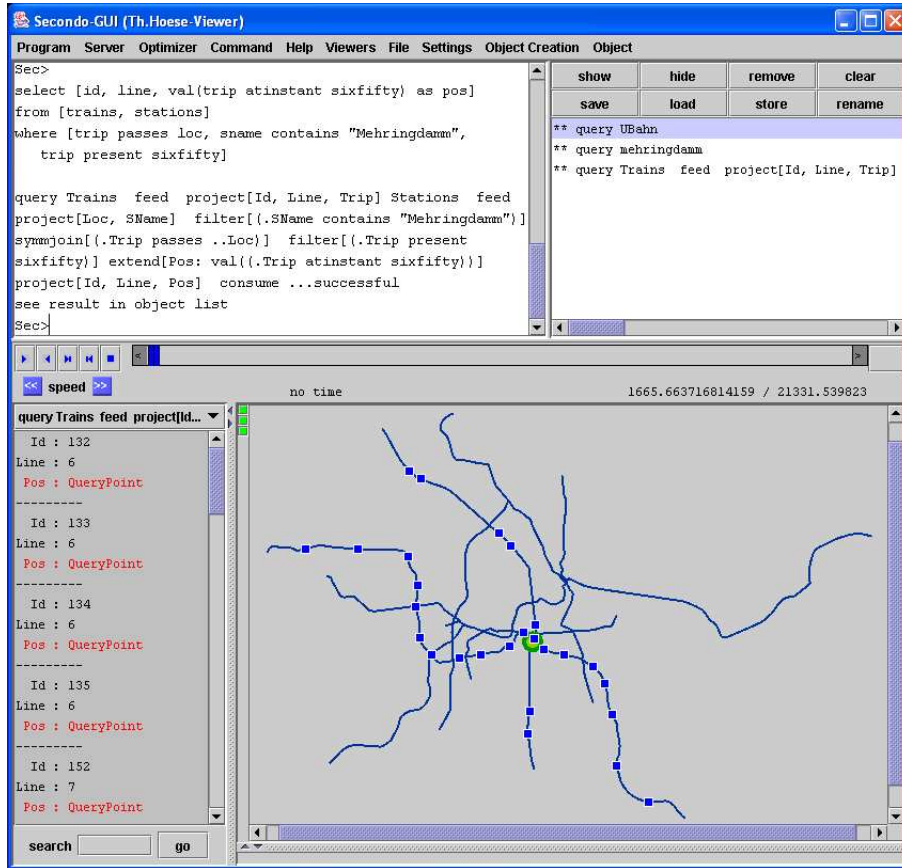 Secondo-GUI (Th.Hoese-Viewer)
Program Server Optimizer Command Help Viewers File Settings Object Creation Object
Sec>
select [id, line, val(trip atinstant sixfifty) as pos]
from [trains, stations]
where [trip passes loc, sname contains "Mehringdamm",
trip present sixfifty]
query Trains feed project[Id, Line, Trip] Stations feed
project[Loc, SName] filter[(.SName contains "Mehringdamm")]
symmjoin[(.Trip passes ..Loc)] filter[(.Trip present
sixfifty)] extend[Pos: val((.Trip atinstant sixfifty))]
project[Id, Line, Pos] consume ...successful
see result in object list
Sec>
show hide remove clear
save load store rename
** query UBahn
** query mehringdamm
** query Trains feed project[Id, Line, Trip]
< >
<< speed >>
no time
1665.663716814159 / 21331.539823
query Trains feed project[Id...
Id : 132
Line : 6
Pos : QueryPoint
---------
Id : 133
Line : 6
Pos : QueryPoint
---------
Id : 134
Line : 6
Pos : QueryPoint
---------
Id : 135
Line : 6
Pos : QueryPoint
---------
Id : 152
Line : 7
Pos : QueryPoint
search go